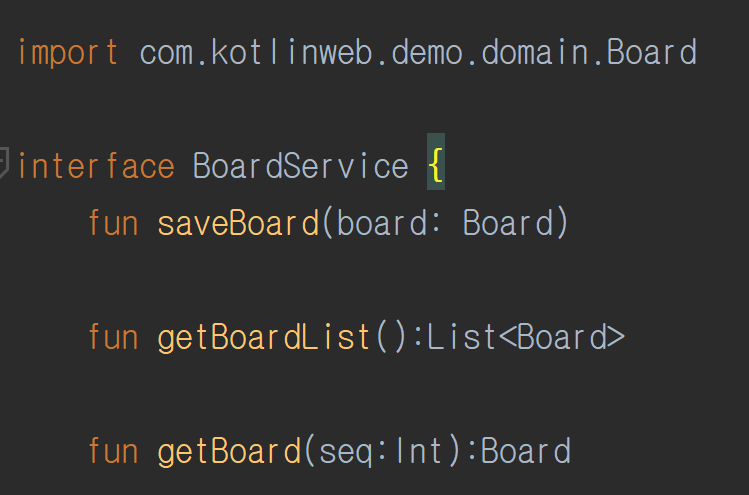 import com.kotlinweb.demo.domain.Board
interface BoardService {
fun saveBoard(board: Board)
fun getBoardList():List<Board>
fun getBoard(seq:Int):Board